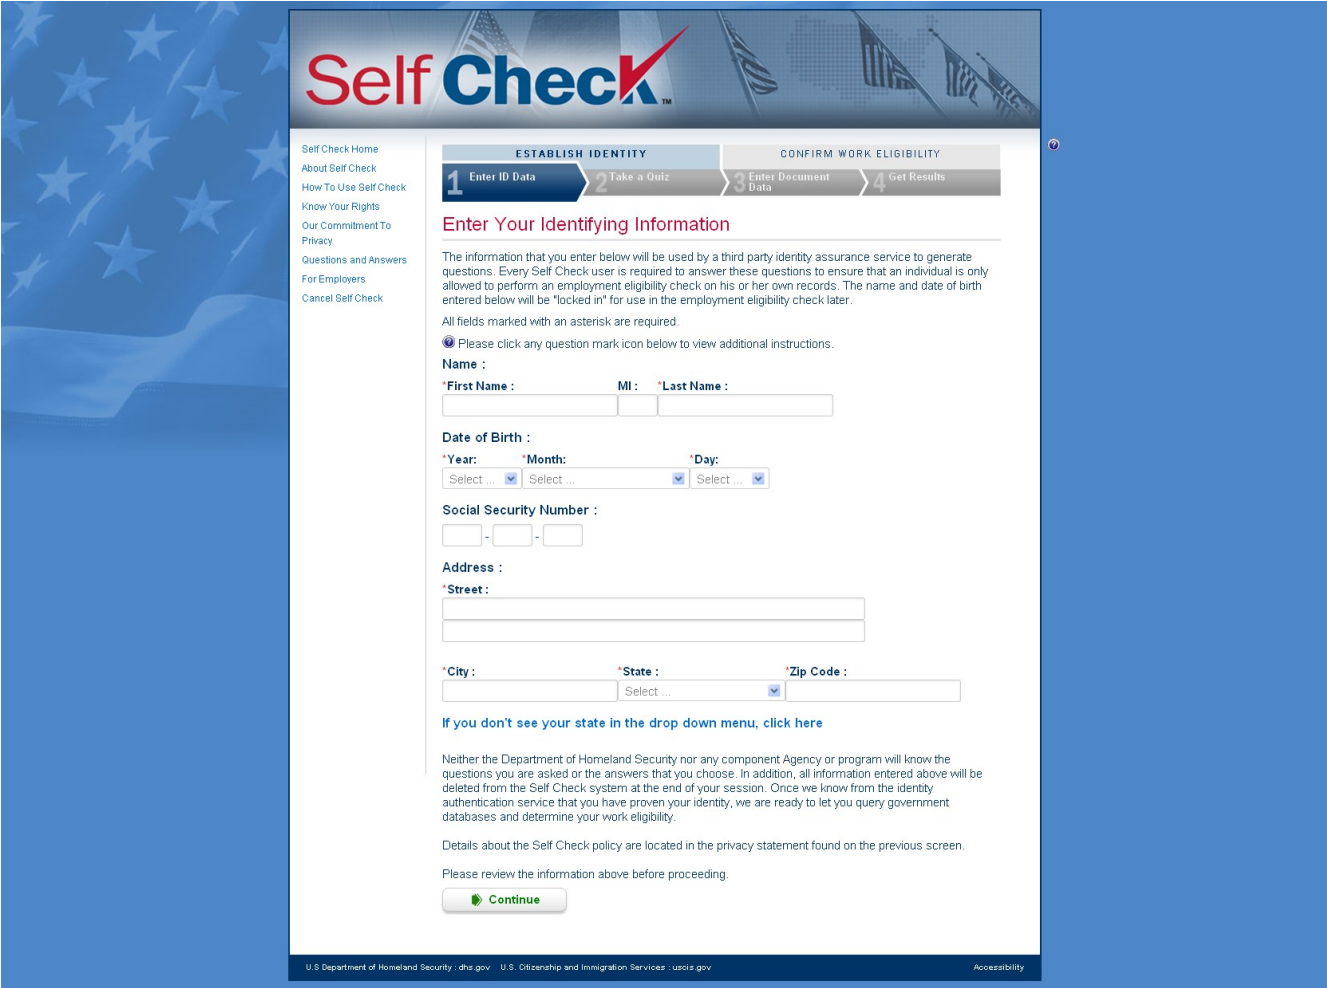 Self Check ™
Self Check Home
About Self Check
How To Use Self Check
Know Your Rights
Our Commitment To
Privacy
Questions and Answers
For Employers
Cancel Self Check
ESTABLISH IDENTITY CONFIRM WORK ELIGIBILITY
1 Enter ID Data 2 Take a Quiz 3 Enter Document Data 4 Get Results
Enter Your Identifying Information
The information that you enter below will be used by a third party identity assurance service to generate
questions. Every Self Check user is required to answer these questions to ensure that an individual is only
allowed to perform an employment eligibility check on his or her own records. The name and date of birth
entered below will be "locked in" for use in the employment eligibility check later.
All fields marked with an asterisk are required.
? Please click any question mark icon below to view additional instructions.
Name :
*First Name : MI : *Last Name :
Date of Birth :
*Year: *Month: *Day:
Select ... Select ... Select ...
Social Security Number :
- -
Address :
*Street :
*City : *State : *Zip Code :
Select ...
If you don't see your state in the drop down menu, click here
Neither the Department of Homeland Security nor any component Agency or program will know the
questions you are asked or the answers that you choose. In addition, all information entered above will be
deleted from the Self Check system at the end of your session. Once we know from the identity
authentication service that you have proven your identity, we are ready to let you query government
databases and determine your work eligibility.
Details about the Self Check policy are located in the privacy statement found on the previous screen.
Please review the information above before proceeding.
Continue
U.S Department of Homeland Security : dhs.gov U.S. Citizenship and Immigration Services : uscis.gov Accessibility